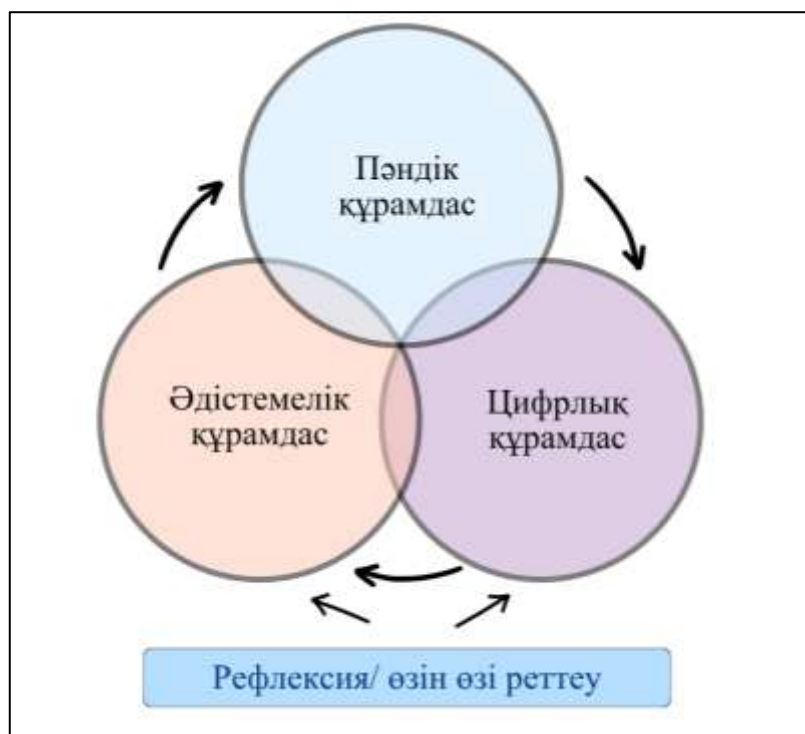 Пәндік
құрамдас
Әдістемелік
құрамдас
Цифрлық
құрамдас
Рефлексия/ өзін өзі реттеу